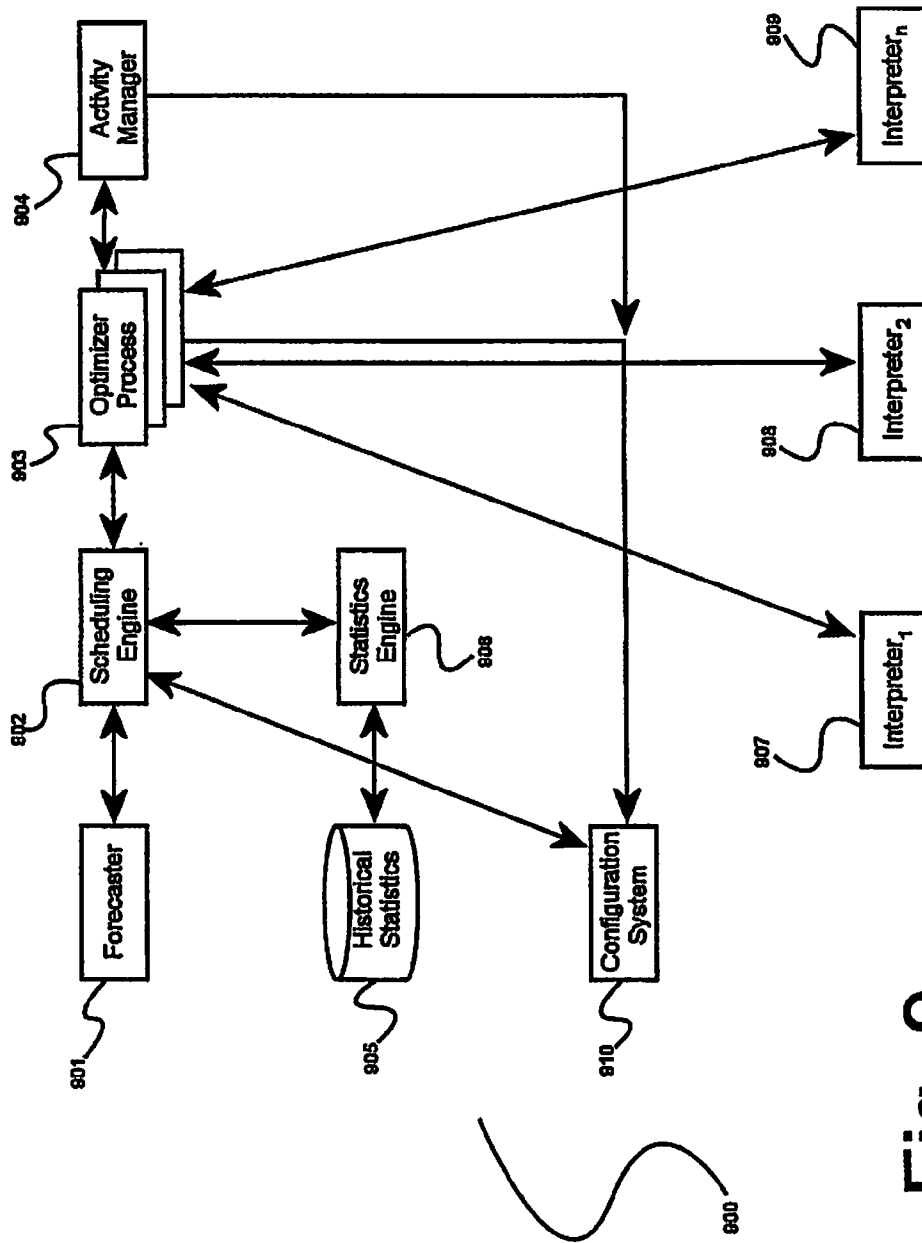 901
902
903
904
Forecaster
Scheduling
Engine
Optimizer
Process
Activity
Manager
905
Historical
Statistics
Statistics
Engine
906
910
Configuration
System
900
907
908
909
Interpreter₁
Interpreter₂
Interpreterₙ
Fig.